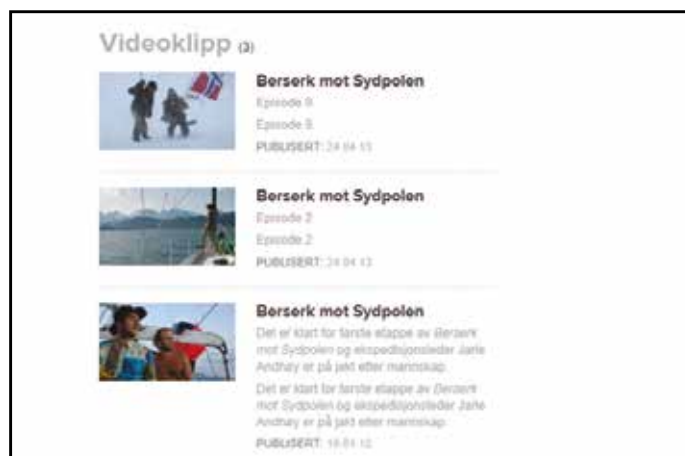 Videoklipp (3)
Berserk mot Sydpolen
Episode 9
Episode 9
PUBLISERT: 24 04 13
Berserk mot Sydpolen
Episode 2
Episode 2
PUBLISERT: 24 04 13
Berserk mot Sydpolen
Det er klart for første etappe av Berserk
mot Sydpolen og ekspedisjonsleder Jarle
Andhøy er på jakt etter mannskap.
Det er klart for første etappe av Berserk
mot Sydpolen og ekspedisjonsleder Jarle
Andhøy er på jakt etter mannskap.
PUBLISERT: